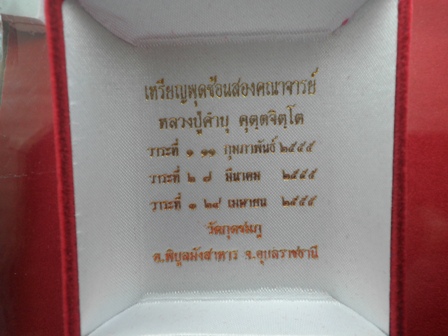 เหรียญพุดซ้อนสองคณาจารย์
หลวงปู่คำบุ คุตฺตจิตฺโต
วาระที่ ๑ ๑๑ กุมภาพันธ์ ๒๕๕๕
วาระที่ ๒ ๘ มีนาคม ๒๕๕๕
วาระที่ ๓ ๒๘ เมษายน ๒๕๕๕
วัดกุดชมภู
อ.พิบูลมังสาหาร จ.อุบลราชธานี